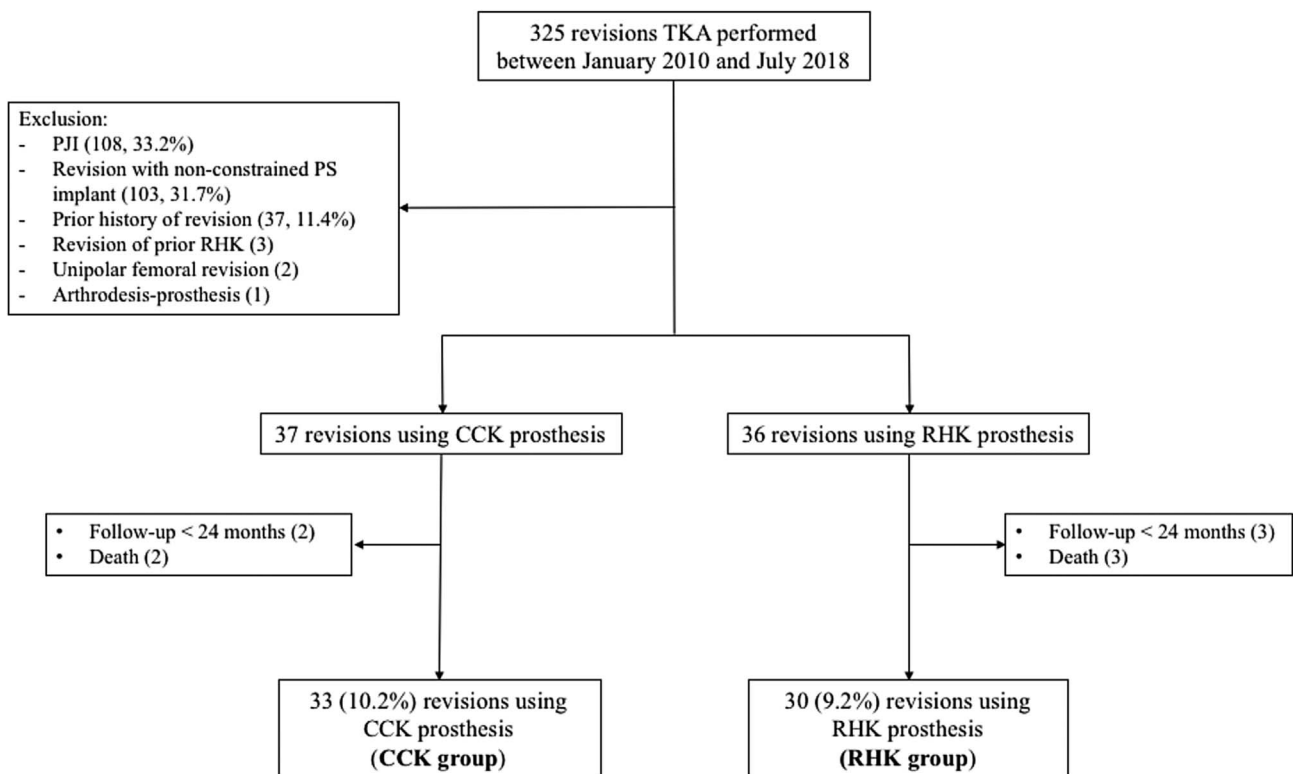 325 revisions TKA performed
between January 2010 and July 2018
Exclusion:
- PJI (108, 33.2%)
- Revision with non-constrained PS
implant (103, 31.7%)
- Prior history of revision (37, 11.4%)
- Revision of prior RHK (3)
- Unipolar femoral revision (2)
- Arthrodesis-prosthesis (1)
37 revisions using CCK prosthesis
36 revisions using RHK prosthesis
• Follow-up < 24 months (2)
• Death (2)
• Follow-up < 24 months (3)
• Death (3)
33 (10.2%) revisions using
CCK prosthesis
(CCK group)
30 (9.2%) revisions using
RHK prosthesis
(RHK group)